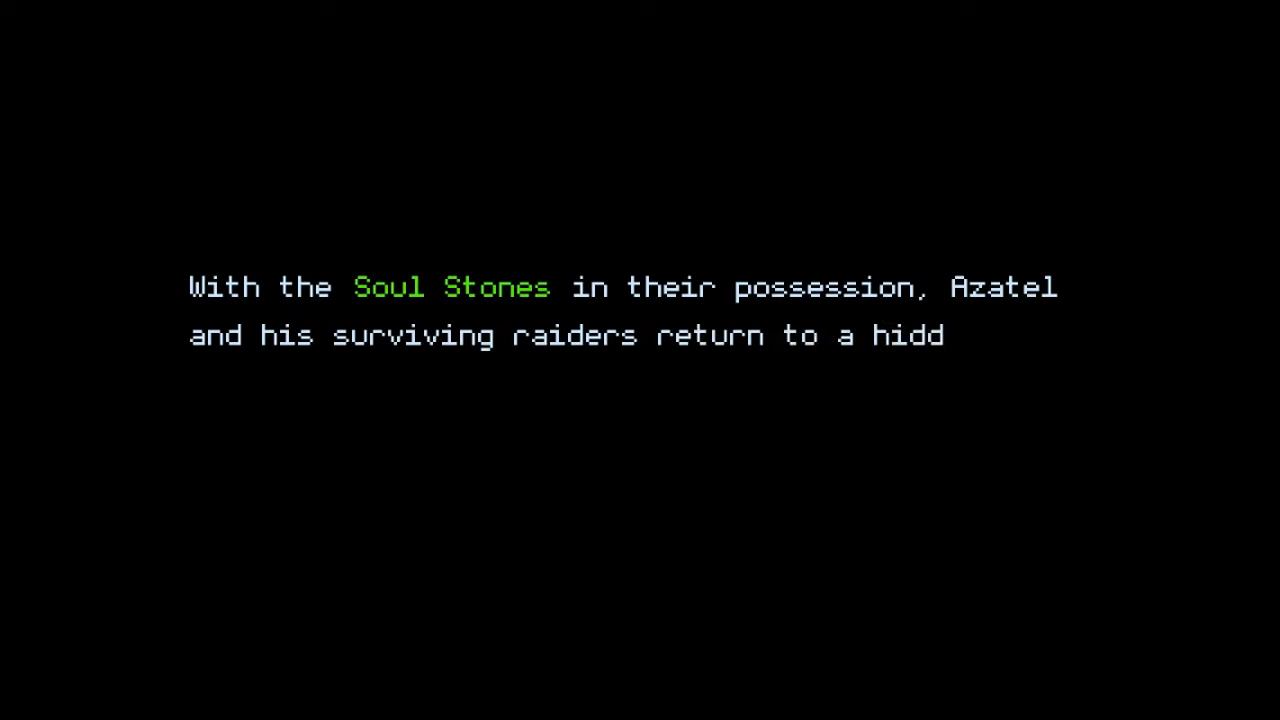 With the Soul Stones in their possession, Azatel
and his surviving raiders return to a hidd